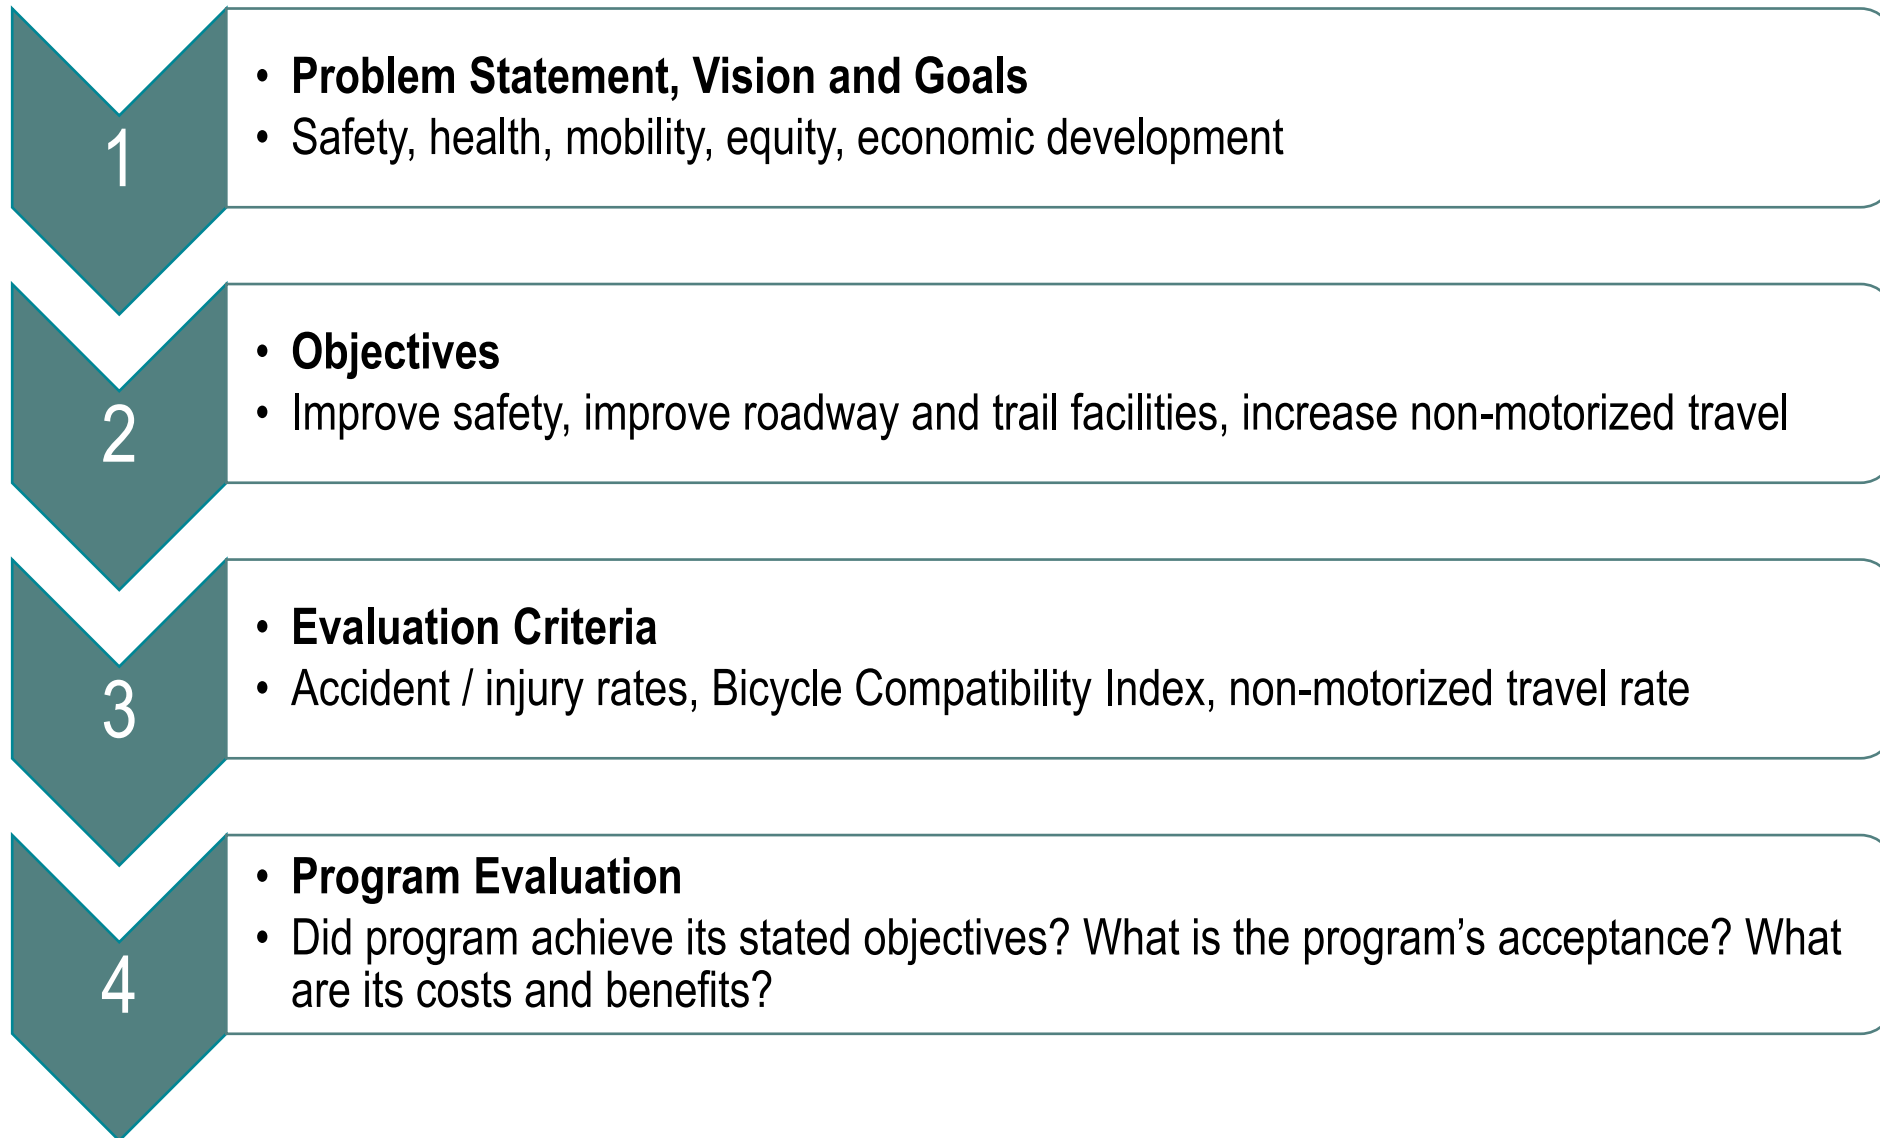 1
• Problem Statement, Vision and Goals
• Safety, health, mobility, equity, economic development
2
• Objectives
• Improve safety, improve roadway and trail facilities, increase non-motorized travel
3
• Evaluation Criteria
• Accident / injury rates, Bicycle Compatibility Index, non-motorized travel rate
4
• Program Evaluation
• Did program achieve its stated objectives? What is the program’s acceptance? What
are its costs and benefits?